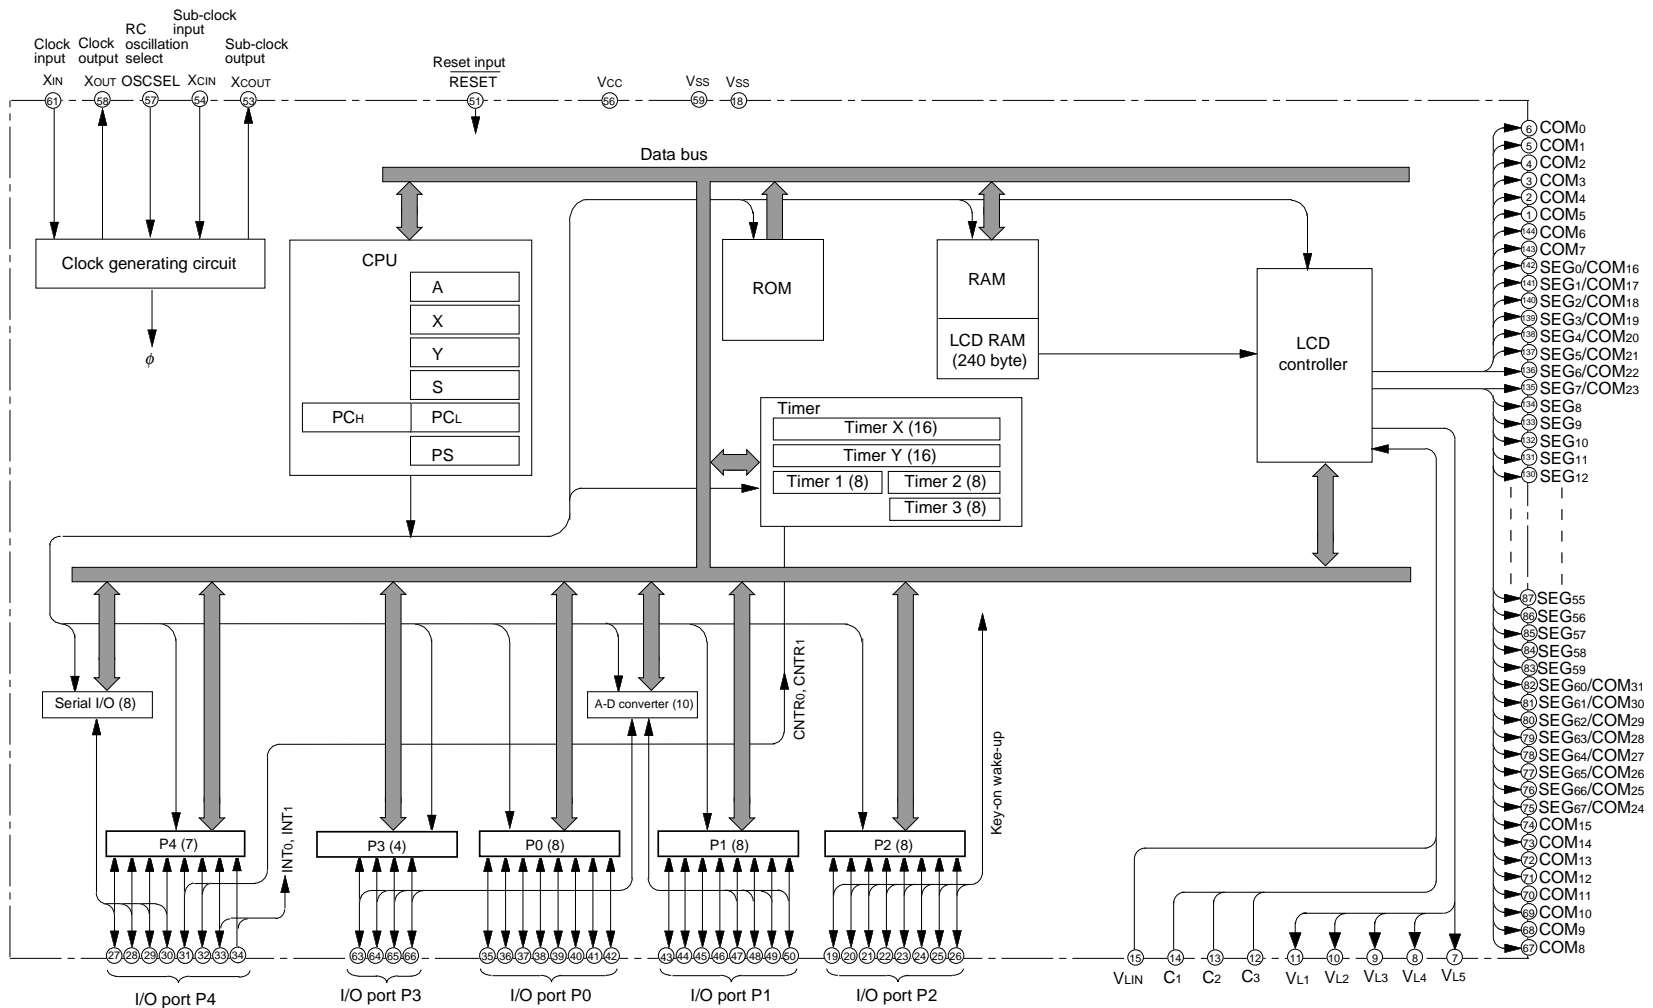 Clock input
Clock output
RC oscillation select
Sub-clock input
Sub-clock output
XIN
XOUT
OSCSEL
XCIN
XCOUT
61
58
57
54
53
Reset input
RESET
51
VCC
56
VSS
59
VSS
18
Data bus
Clock generating circuit
ϕ
CPU
A
X
Y
S
PCH
PCL
PS
ROM
RAM
LCD RAM
(240 byte)
LCD
controller
Timer
Timer X (16)
Timer Y (16)
Timer 1 (8)
Timer 2 (8)
Timer 3 (8)
6 COM0
5 COM1
4 COM2
3 COM3
2 COM4
1 COM5
144 COM6
143 COM7
142 SEG0/COM16
141 SEG1/COM17
140 SEG2/COM18
139 SEG3/COM19
138 SEG4/COM20
137 SEG5/COM21
136 SEG6/COM22
135 SEG7/COM23
134 SEG8
133 SEG9
132 SEG10
131 SEG11
130 SEG12
87 SEG55
86 SEG56
85 SEG57
84 SEG58
83 SEG59
82 SEG60/COM31
81 SEG61/COM30
80 SEG62/COM29
79 SEG63/COM28
78 SEG64/COM27
77 SEG65/COM26
76 SEG66/COM25
75 SEG67/COM24
74 COM15
73 COM14
72 COM13
71 COM12
70 COM11
69 COM10
68 COM9
67 COM8
Serial I/O (8)
A-D converter (10)
CNTR0, CNTR1
Key-on wake-up
INT0, INT1
P4 (7)
P3 (4)
P0 (8)
P1 (8)
P2 (8)
27 28 29 30 31 32 33 34
63 64 65 66
35 36 37 38 39 40 41 42
43 44 45 46 47 48 49 50
19 20 21 22 23 24 25 26
15 14 13 12 11 10 9 8 7
VLIN C1 C2 C3 VL1 VL2 VL3 VL4 VL5
I/O port P4
I/O port P3
I/O port P0
I/O port P1
I/O port P2